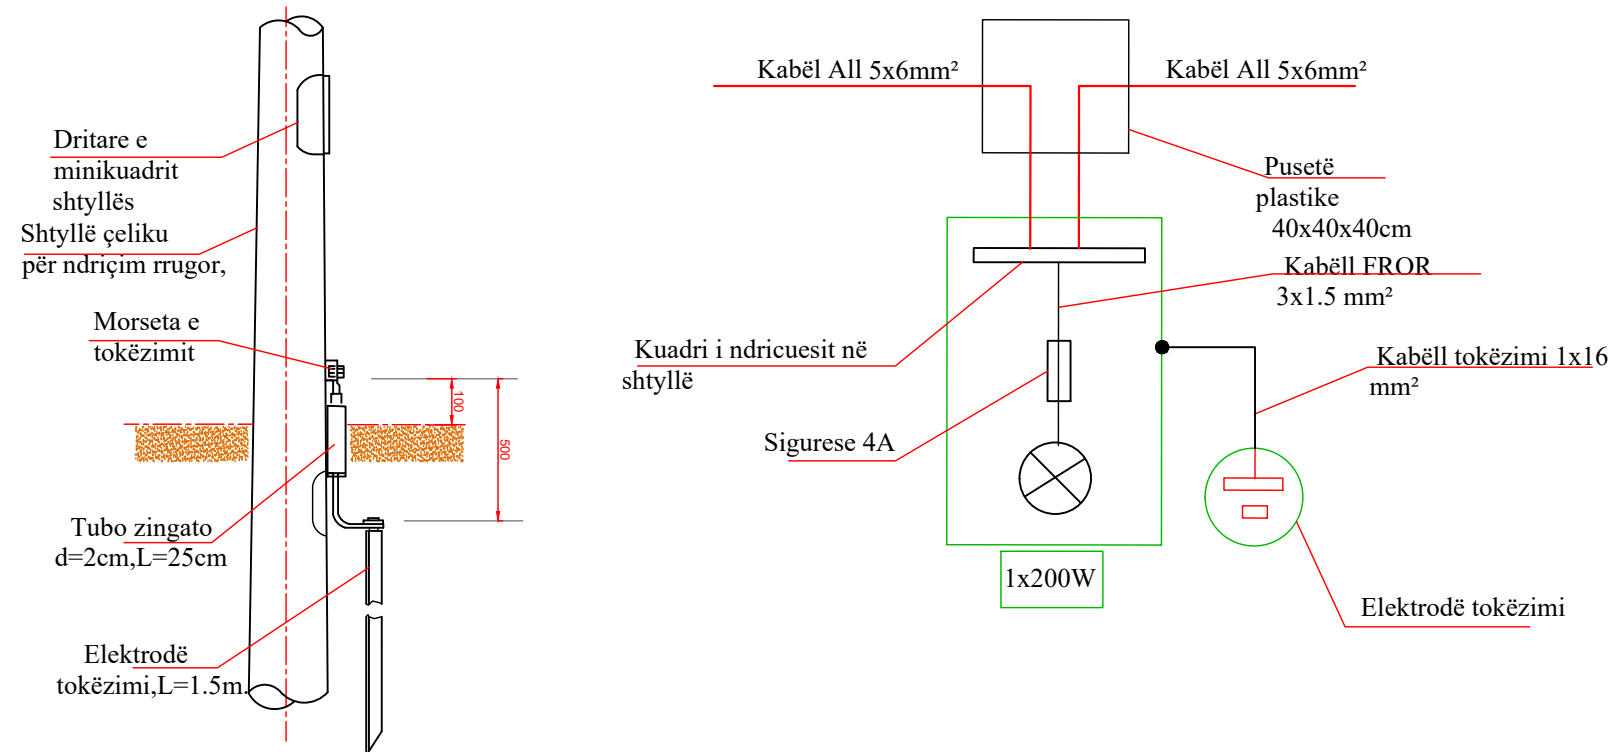 Dritare e
minikuadrit
shtyllës
Shtyllë çeliku
për ndriçim rrugor,
Morseta e
tokëzimit
100
500
Tubo zingato
d=2cm,L=25cm
Elektrodë
tokëzimi,L=1.5m.
Kabël All 5x6mm²
Kabël All 5x6mm²
Pusetë
plastike
40x40x40cm
Kabëll FROR
3x1.5 mm²
Kuadri i ndricuesit në
shtyllë
Kabëll tokëzimi 1x16
mm²
Sigurese 4A
1x200W
Elektrodë tokëzimi